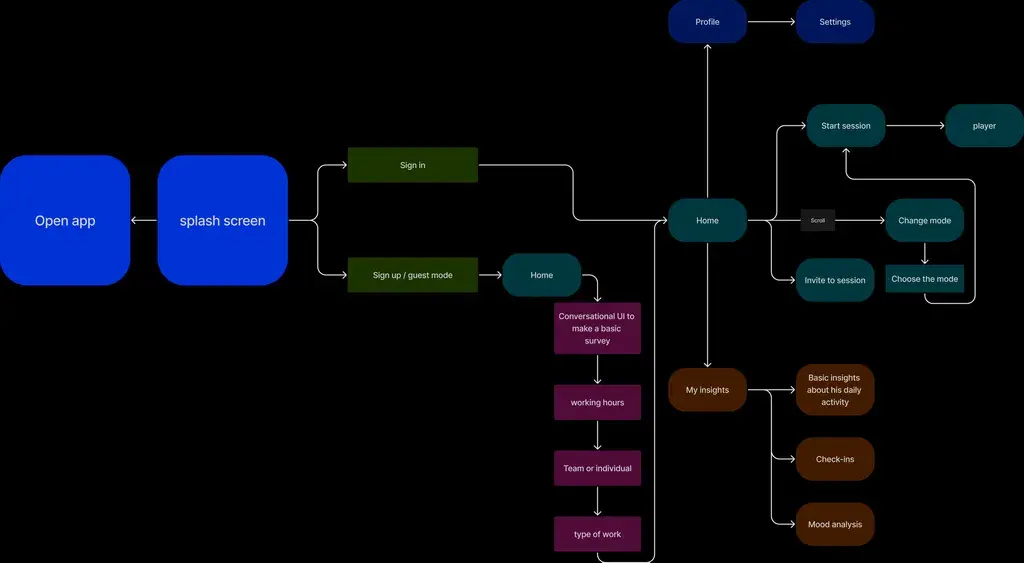 Profile
Settings
Start session
player
Sign in
Open app
splash screen
Home
Scroll
Change mode
Sign up / guest mode
Home
Invite to session
Choose the mode
Conversational UI to
make a basic
survey
working hours
Team or individual
type of work
My insights
Basic insights
about his daily
activity
Check-ins
Mood analysis